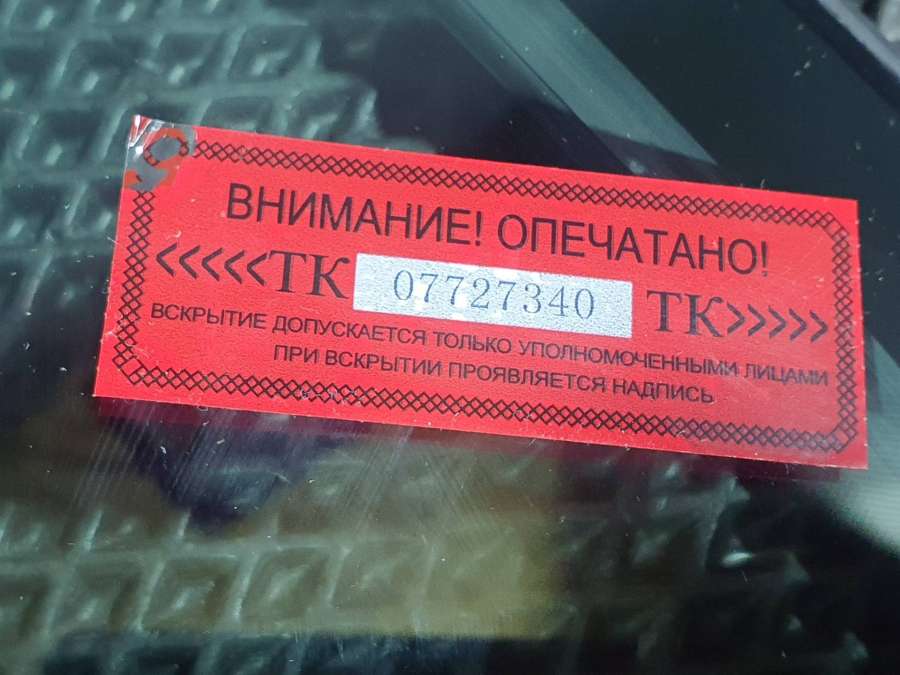 ВНИМАНИЕ! ОПЕЧАТАНО!
<<<<<ТК 07727340 ТК>>>>>
ВСКРЫТИЕ ДОПУСКАЕТСЯ ТОЛЬКО УПОЛНОМОЧЕННЫМИ ЛИЦАМИ
ПРИ ВСКРЫТИИ ПРОЯВЛЯЕТСЯ НАДПИСЬ